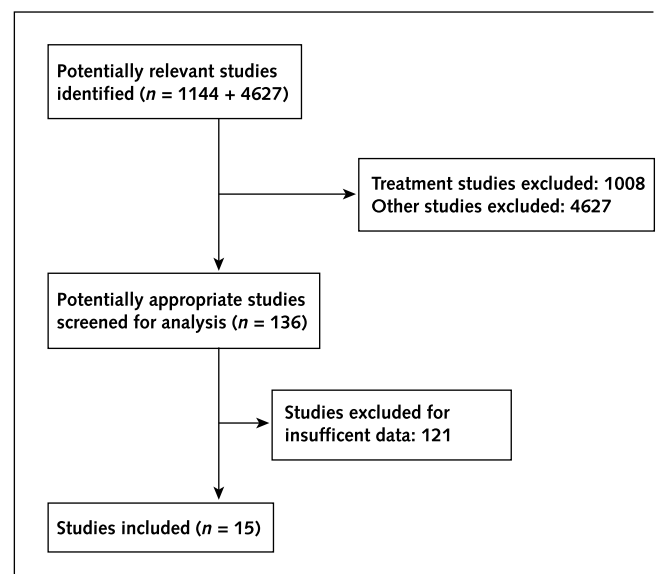 Potentially relevant studies
identified (n = 1144 + 4627)
Treatment studies excluded: 1008
Other studies excluded: 4627
Potentially appropriate studies
screened for analysis (n = 136)
Studies excluded for
insufficent data: 121
Studies included (n = 15)